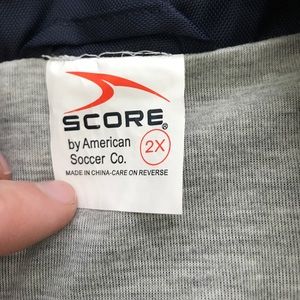 SCORE®
by American
Soccer Co.
2X
MADE IN CHINA-CARE ON REVERSE